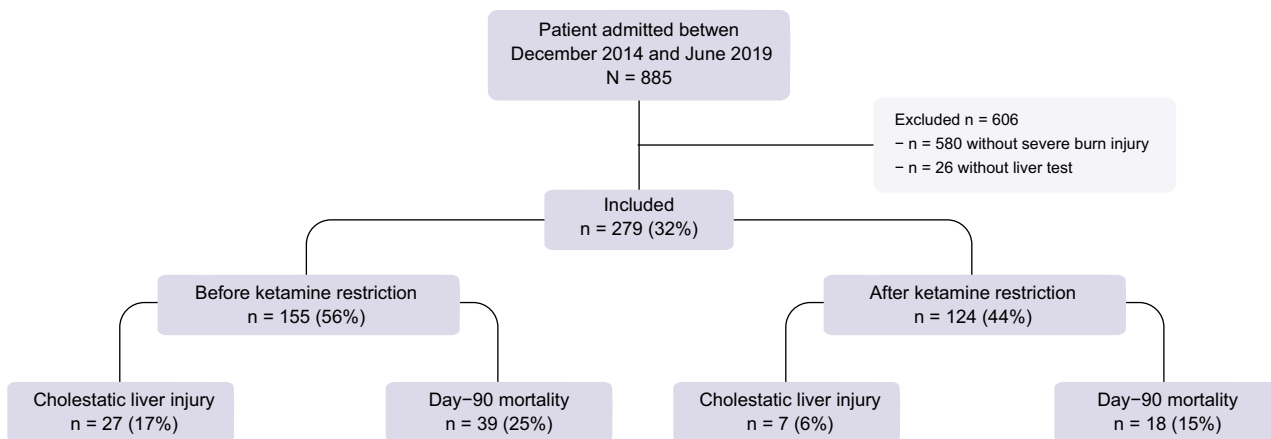 Patient admitted betwen
December 2014 and June 2019
N = 885
Excluded n = 606
− n = 580 without severe burn injury
− n = 26 without liver test
Included
n = 279 (32%)
Before ketamine restriction
n = 155 (56%)
After ketamine restriction
n = 124 (44%)
Cholestatic liver injury
n = 27 (17%)
Day−90 mortality
n = 39 (25%)
Cholestatic liver injury
n = 7 (6%)
Day−90 mortality
n = 18 (15%)